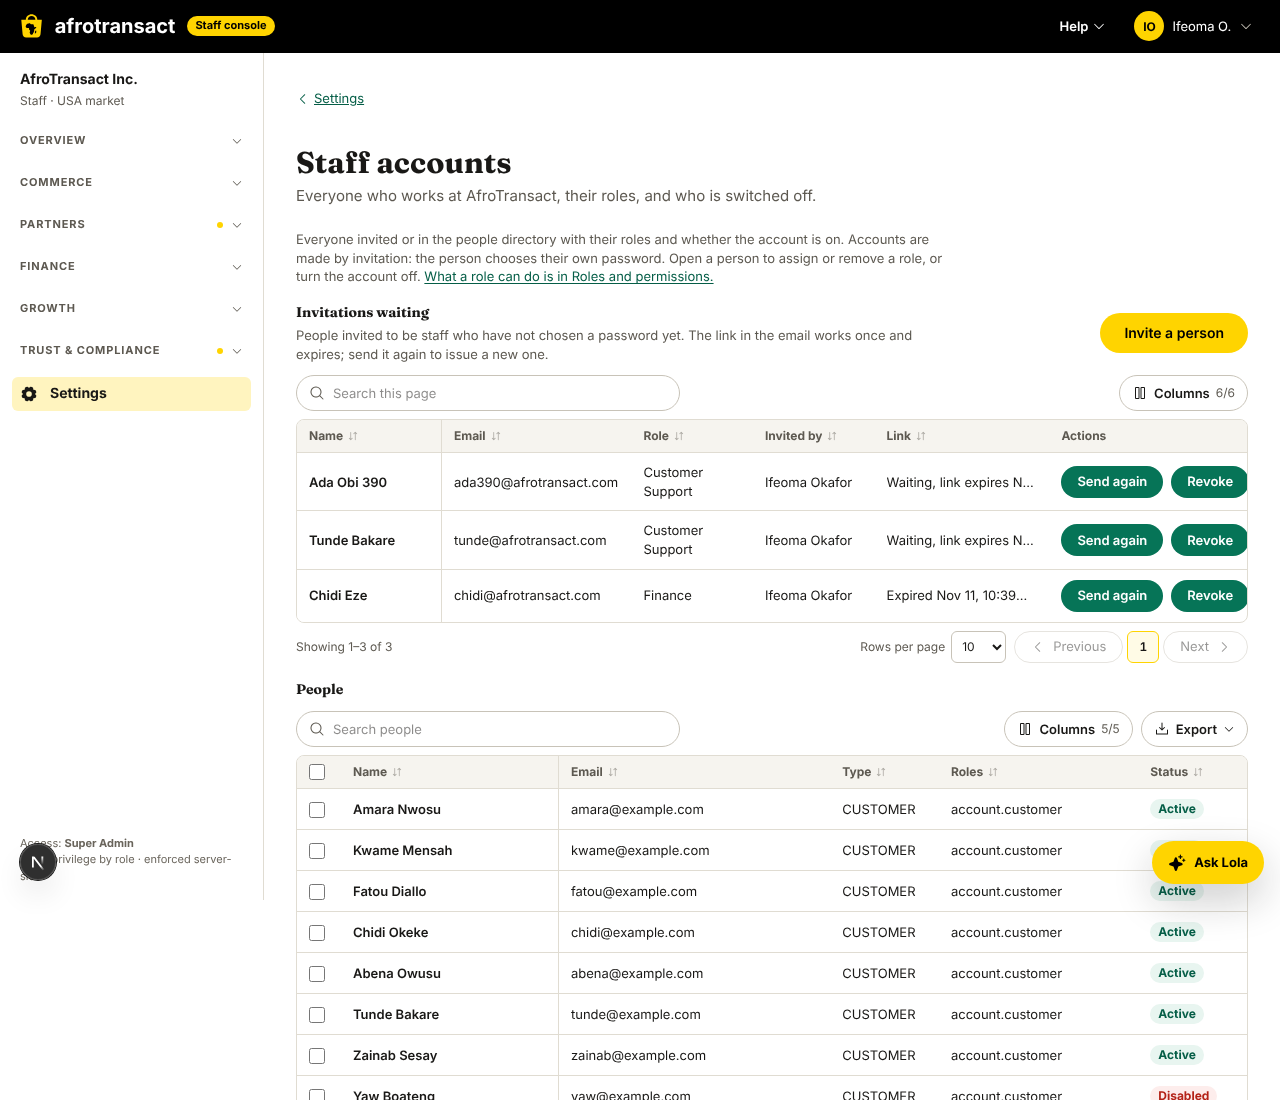 afrotransact
Staff console
Help
IO
Ifeoma O.
AfroTransact Inc.
Staff · USA market
OVERVIEW
COMMERCE
PARTNERS
FINANCE
GROWTH
TRUST & COMPLIANCE
Settings
Access: Super Admin
rivilege by role · enforced server-
N
Settings
Staff accounts
Everyone who works at AfroTransact, their roles, and who is switched off.
Everyone invited or in the people directory with their roles and whether the account is on. Accounts are
made by invitation: the person chooses their own password. Open a person to assign or remove a role, or
turn the account off. What a role can do is in Roles and permissions.
Invitations waiting
People invited to be staff who have not chosen a password yet. The link in the email works once and
expires; send it again to issue a new one.
Invite a person
Search this page
Columns 6/6
Name Email Role Invited by Link Actions
Ada Obi 390 ada390@afrotransact.com Customer Support Ifeoma Okafor Waiting, link expires N... Send again Revoke
Tunde Bakare tunde@afrotransact.com Customer Support Ifeoma Okafor Waiting, link expires N... Send again Revoke
Chidi Eze chidi@afrotransact.com Finance Ifeoma Okafor Expired Nov 11, 10:39... Send again Revoke
Showing 1–3 of 3
Rows per page 10 Previous 1 Next
People
Search people
Columns 5/5
Export
Name Email Type Roles Status
Amara Nwosu amara@example.com CUSTOMER account.customer Active
Kwame Mensah kwame@example.com CUSTOMER account.customer
Ask Lola
Fatou Diallo fatou@example.com CUSTOMER account.customer Active
Chidi Okeke chidi@example.com CUSTOMER account.customer Active
Abena Owusu abena@example.com CUSTOMER account.customer Active
Tunde Bakare tunde@example.com CUSTOMER account.customer Active
Zainab Sesay zainab@example.com CUSTOMER account.customer Active
Yaw Boateng yaw@example.com CUSTOMER account.customer Disabled